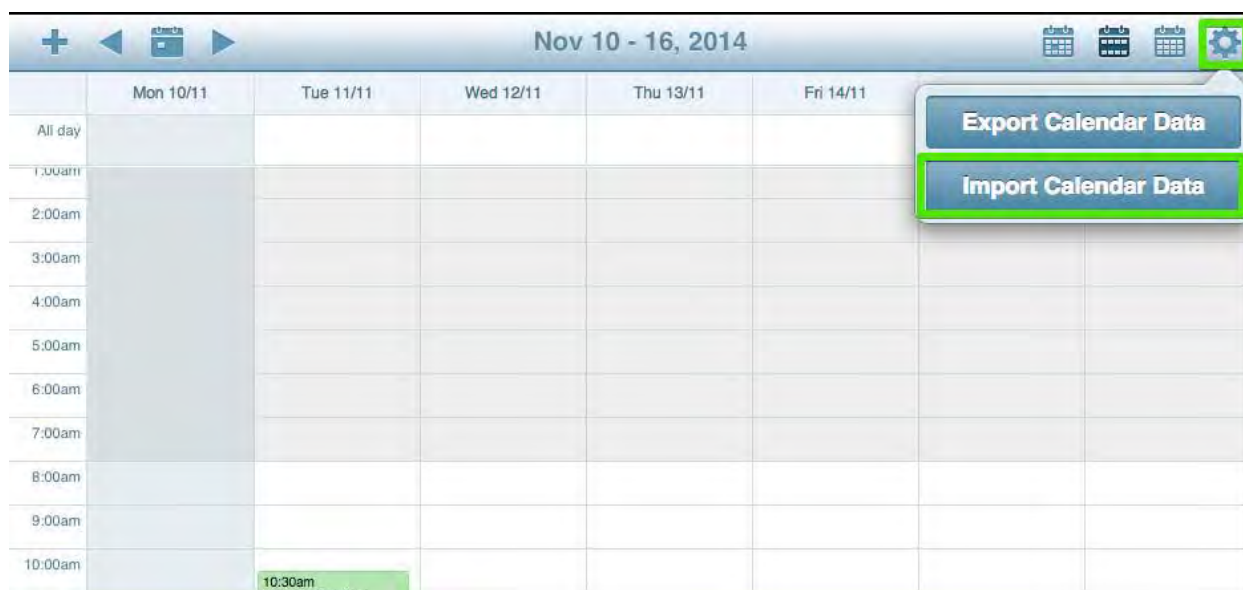 Nov 10 - 16, 2014
Mon 10/11 Tue 11/11 Wed 12/11 Thu 13/11 Fri 14/11
Export Calendar Data
Import Calendar Data
All day
1:00am
2:00am
3:00am
4:00am
5:00am
6:00am
7:00am
8:00am
9:00am
10:00am
10:30am